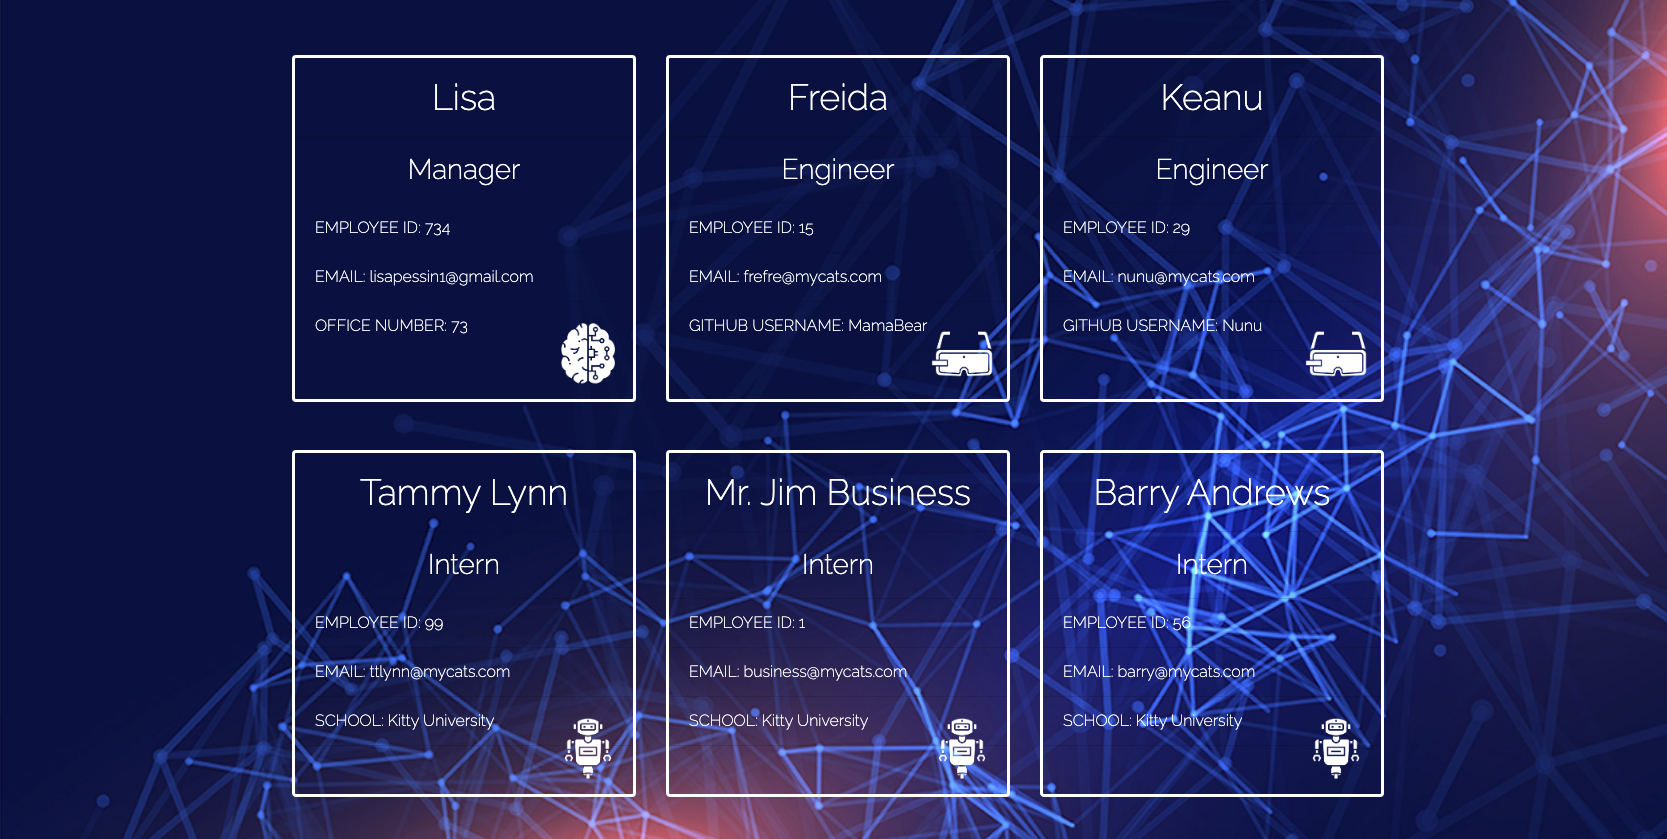 Lisa
Manager
EMPLOYEE ID: 734
EMAIL: lisapessin1@gmail.com
OFFICE NUMBER: 73
Freida
Engineer
EMPLOYEE ID: 15
EMAIL: frefre@mycats.com
GITHUB USERNAME: MamaBear
Keanu
Engineer
EMPLOYEE ID: 29
EMAIL: nunu@mycats.com
GITHUB USERNAME: Nunu
Tammy Lynn
Intern
EMPLOYEE ID: 99
EMAIL: ttlynn@mycats.com
SCHOOL: Kitty University
Mr. Jim Business
Intern
EMPLOYEE ID: 1
EMAIL: business@mycats.com
SCHOOL: Kitty University
Barry Andrews
Intern
EMPLOYEE ID: 56
EMAIL: barry@mycats.com
SCHOOL: Kitty University